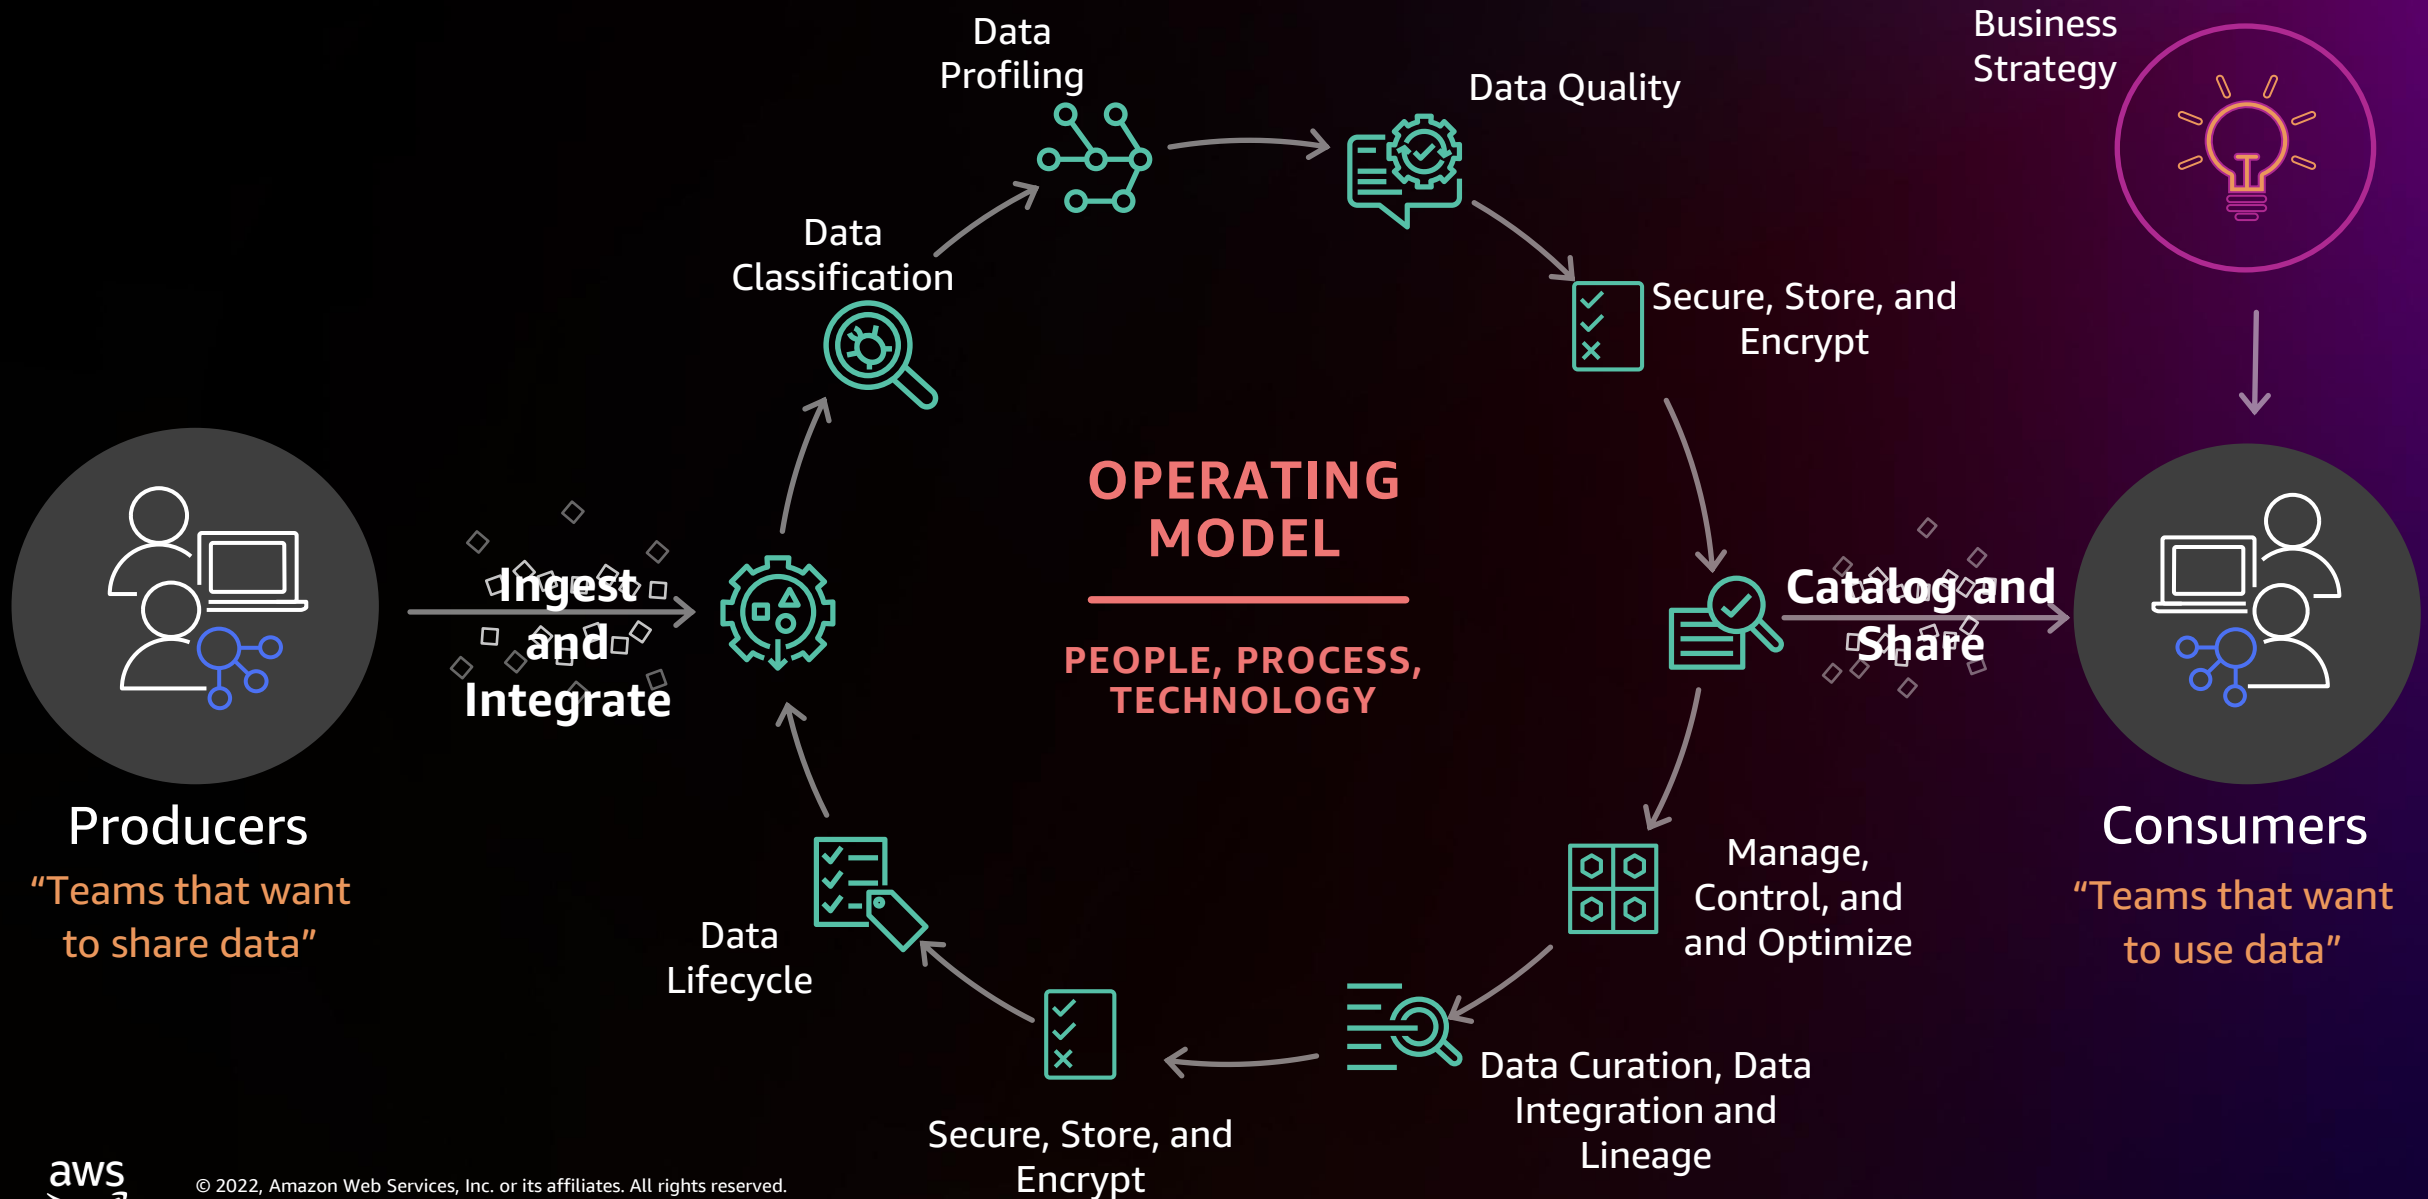 Data
Profiling
Data Quality
Business
Strategy
Data
Classification
Secure, Store, and
Encrypt
OPERATING
MODEL
PEOPLE, PROCESS,
TECHNOLOGY
Ingest
and
Integrate
Catalog and
Share
Producers
“Teams that want
to share data”
Consumers
“Teams that want
to use data”
Manage,
Control, and
and Optimize
Data
Lifecycle
Data Curation, Data
Integration and
Lineage
Secure, Store, and
Encrypt
aws
© 2022, Amazon Web Services, Inc. or its affiliates. All rights reserved.